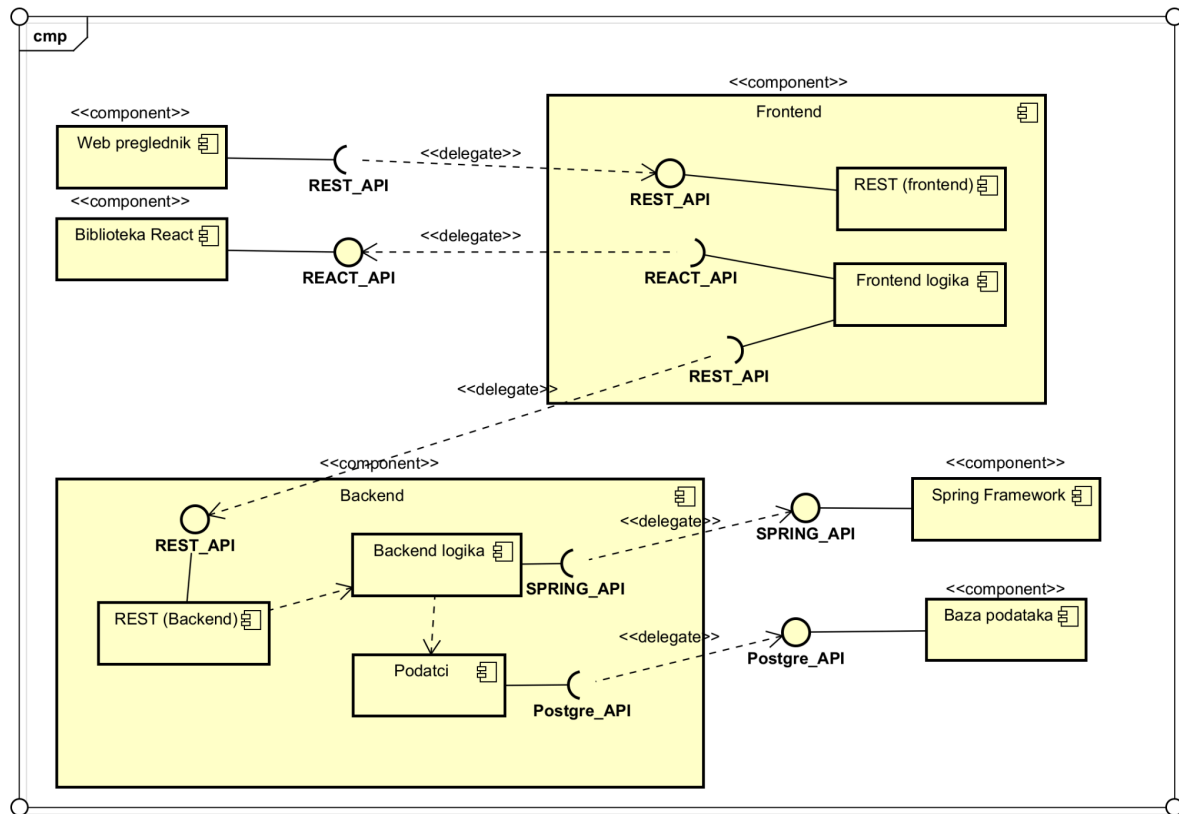 cmp
<<component>>
Web preglednik
REST_API
<<delegate>>
<<component>>
Biblioteka React
REACT_API
<<delegate>>
<<component>>
Frontend
REST_API
REST (frontend)
REACT_API
Frontend logika
REST_API
<<delegate>>
<<component>>
Backend
REST_API
REST (Backend)
Backend logika
SPRING_API
Podatci
Postgre_API
<<delegate>>
SPRING_API
<<component>>
Spring Framework
<<delegate>>
Postgre_API
<<component>>
Baza podataka